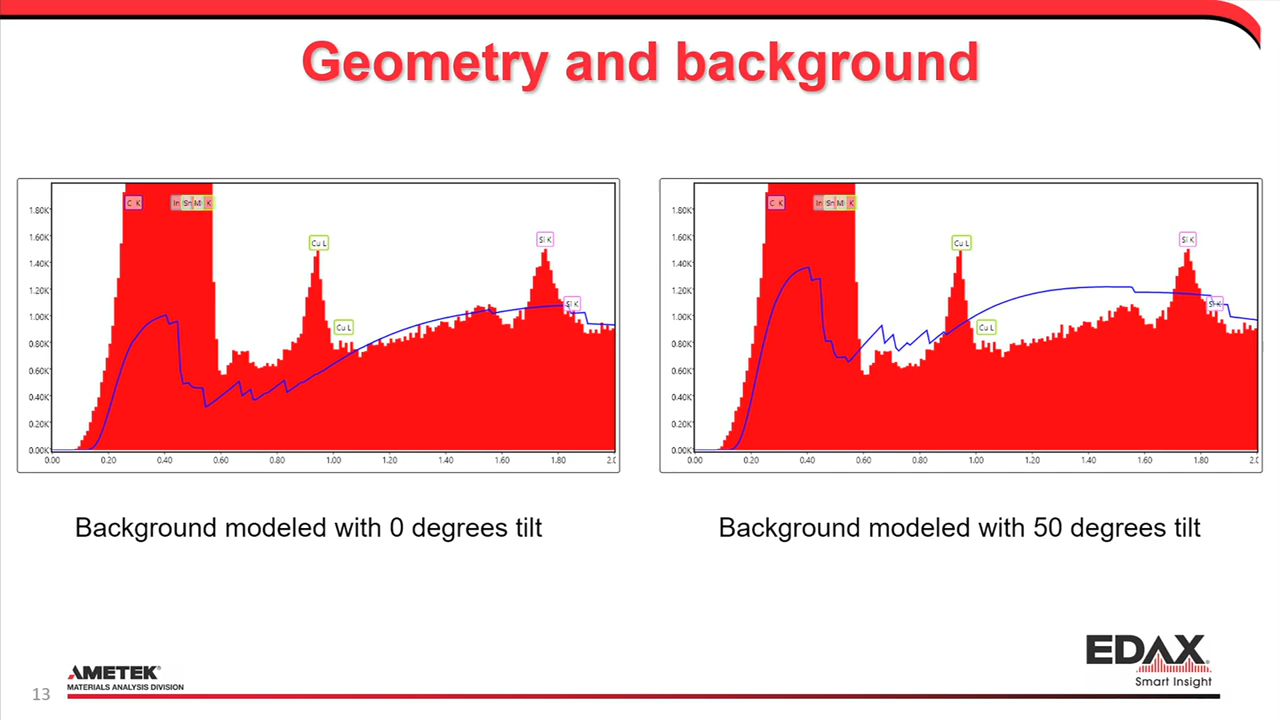 Geometry and background
C K
In
Sn
M
K
Cu L
Cu L
Si K
Si K
1.80K
1.60K
1.40K
1.20K
1.00K
0.80K
0.60K
0.40K
0.20K
0.00K
0.00 0.20 0.40 0.60 0.80 1.00 1.20 1.40 1.60 1.80 2.0
C K
In
Sn
M
K
Cu L
Cu L
Si K
Si K
1.80K
1.60K
1.40K
1.20K
1.00K
0.80K
0.60K
0.40K
0.20K
0.00K
0.00 0.20 0.40 0.60 0.80 1.00 1.20 1.40 1.60 1.80 2.0
Background modeled with 0 degrees tilt
Background modeled with 50 degrees tilt
13
AMETEK®
MATERIALS ANALYSIS DIVISION
EDAX®
Smart Insight